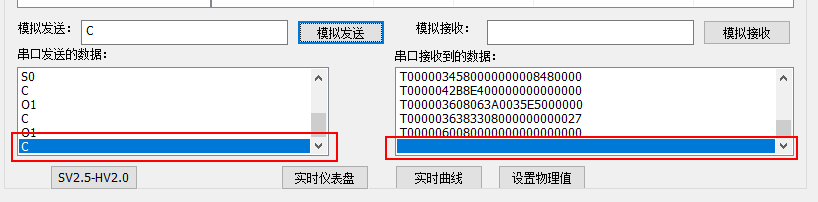 模拟发送： C 模拟发送 模拟接收： 模拟接收
串口发送的数据： 串口接收到的数据：
S0
C
O1
C
O1
C
T0000034580000000008480000
T0000042B8E400000000000000
T000003608063A0035E5000000
T0000036383308000000000027
T0000060080000000000000000
SV2.5-HV2.0 实时仪表盘 实时曲线 设置物理值